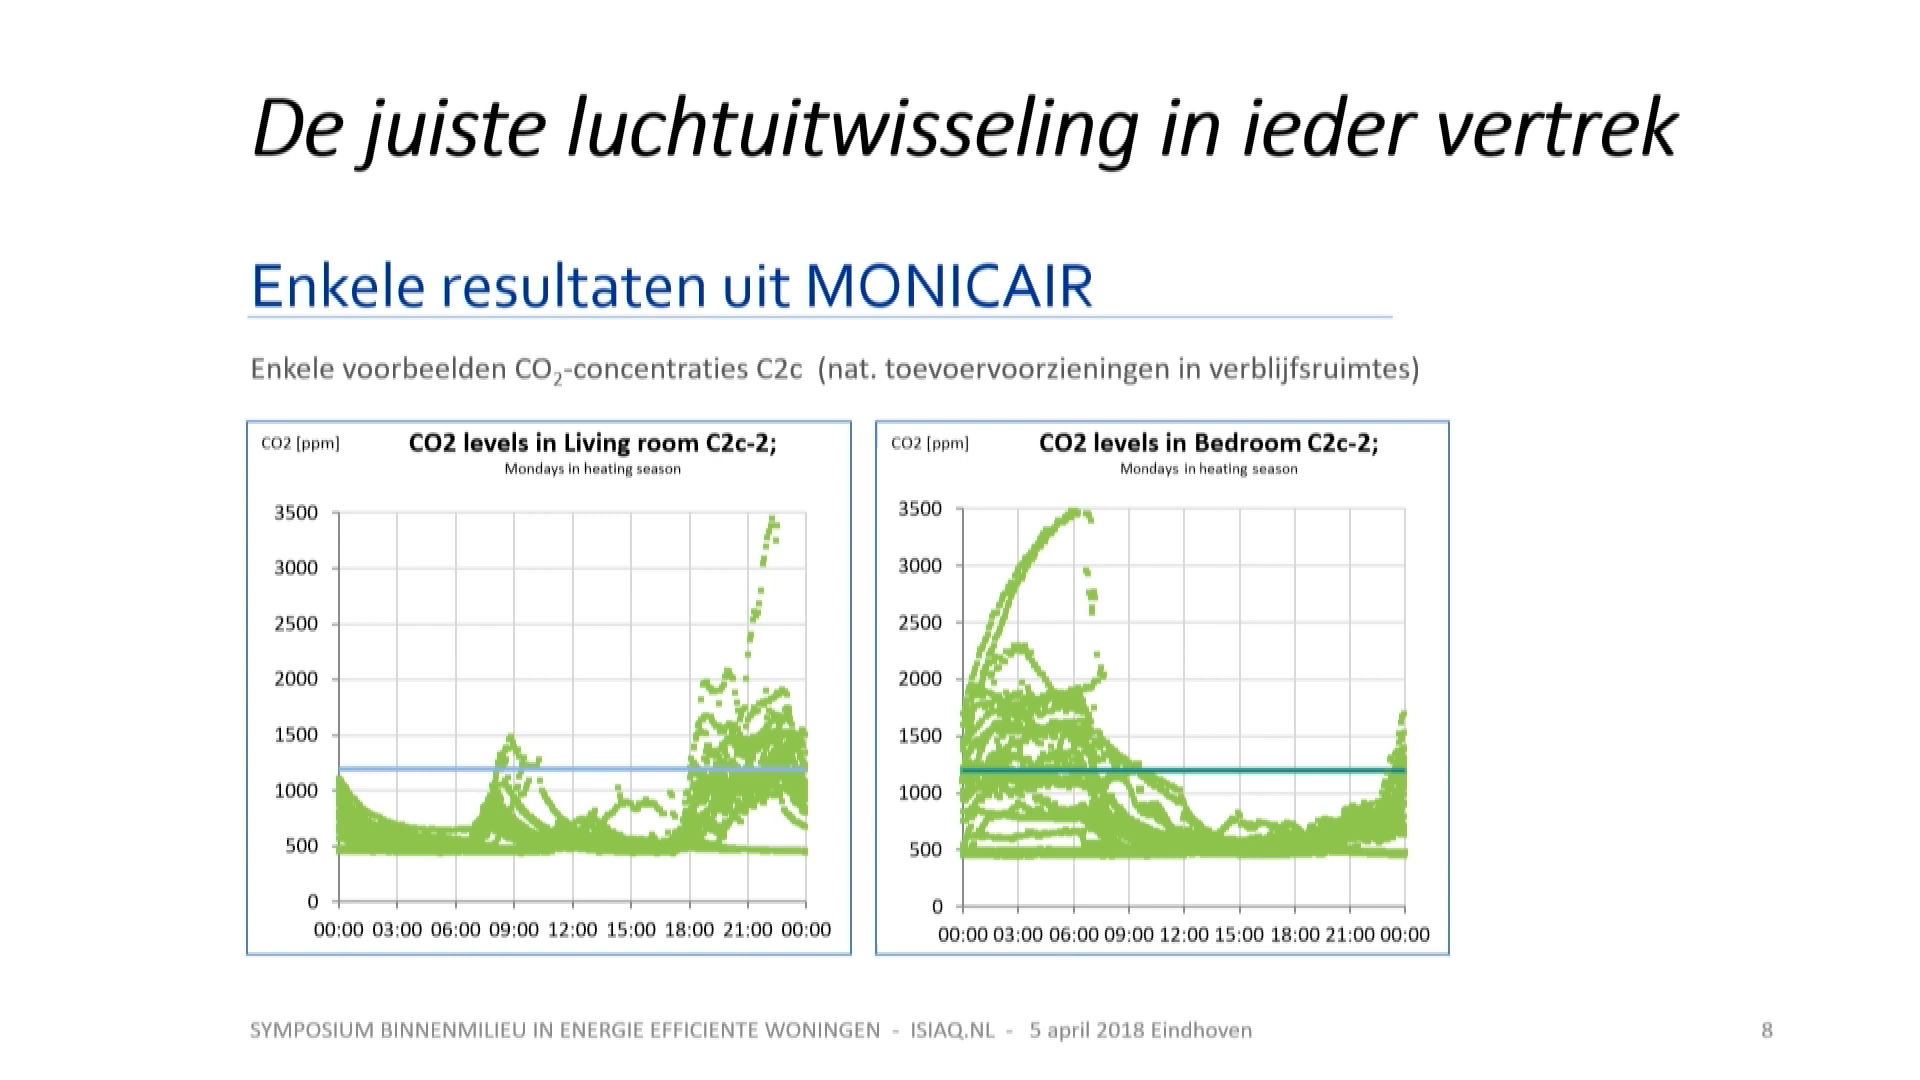 De juiste luchtuitwisseling in ieder vertrek
Enkele resultaten uit MONICAIR
Enkele voorbeelden CO₂-concentraties C2c (nat. toevoervoorzieningen in verblijfsruimtes)
CO2 [ppm]
CO2 levels in Living room C2c-2;
Mondays in heating season
3500
3000
2500
2000
1500
1000
500
0
00:00 03:00 06:00 09:00 12:00 15:00 18:00 21:00 00:00
CO2 [ppm]
CO2 levels in Bedroom C2c-2;
Mondays in heating season
3500
3000
2500
2000
1500
1000
500
0
00:00 03:00 06:00 09:00 12:00 15:00 18:00 21:00 00:00
SYMPOSIUM BINNENMILIEU IN ENERGIE EFFICIENTE WONINGEN - ISIAQ.NL - 5 april 2018 Eindhoven
8